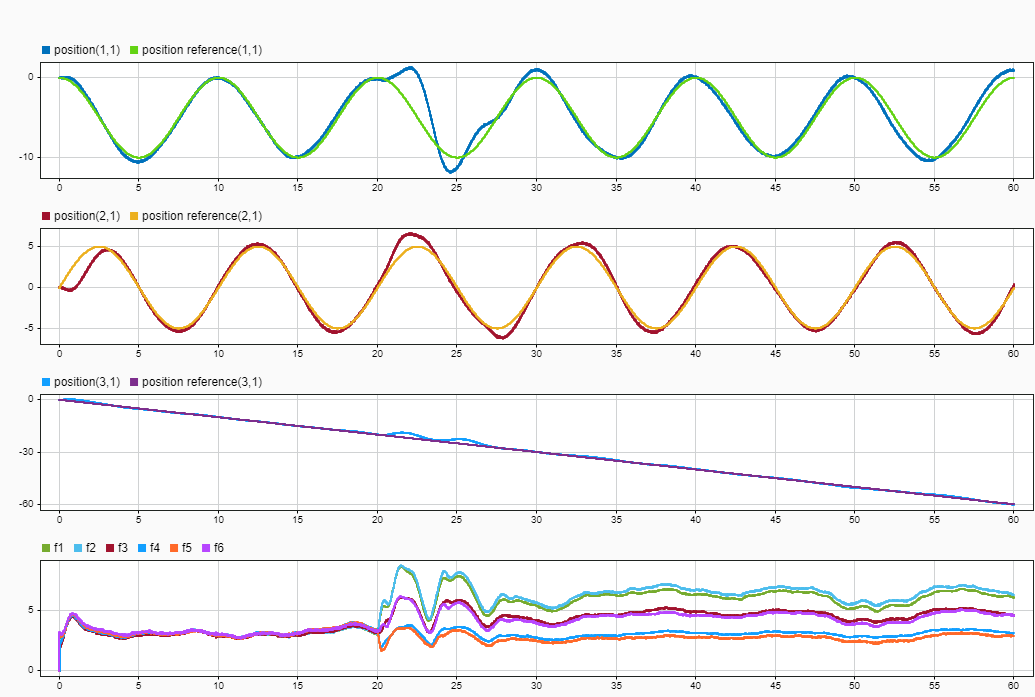 position(1,1) position reference(1,1)
0
-10
0 5 10 15 20 25 30 35 40 45 50 55 60
position(2,1) position reference(2,1)
5
0
-5
0 5 10 15 20 25 30 35 40 45 50 55 60
position(3,1) position reference(3,1)
0
-30
-60
0 5 10 15 20 25 30 35 40 45 50 55 60
f1 f2 f3 f4 f5 f6
5
0
0 5 10 15 20 25 30 35 40 45 50 55 60